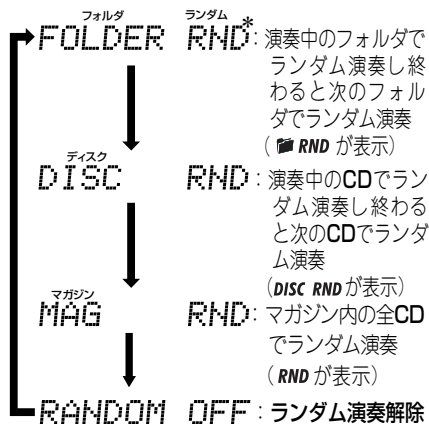 フォルダ ランダム
FOLDER RND*: 演奏中のフォルダで
ランダム演奏し終
わると次のフォル
ダでランダム演奏
( RND が表示)
ディスク
DISC RND : 演奏中のCDでラン
ダム演奏し終わる
と次のCDでランダ
ム演奏
(DISC RND が表示)
マガジン
MAG RND : マガジン内の全CD
でランダム演奏
( RND が表示)
RANDOM OFF : ランダム演奏解除